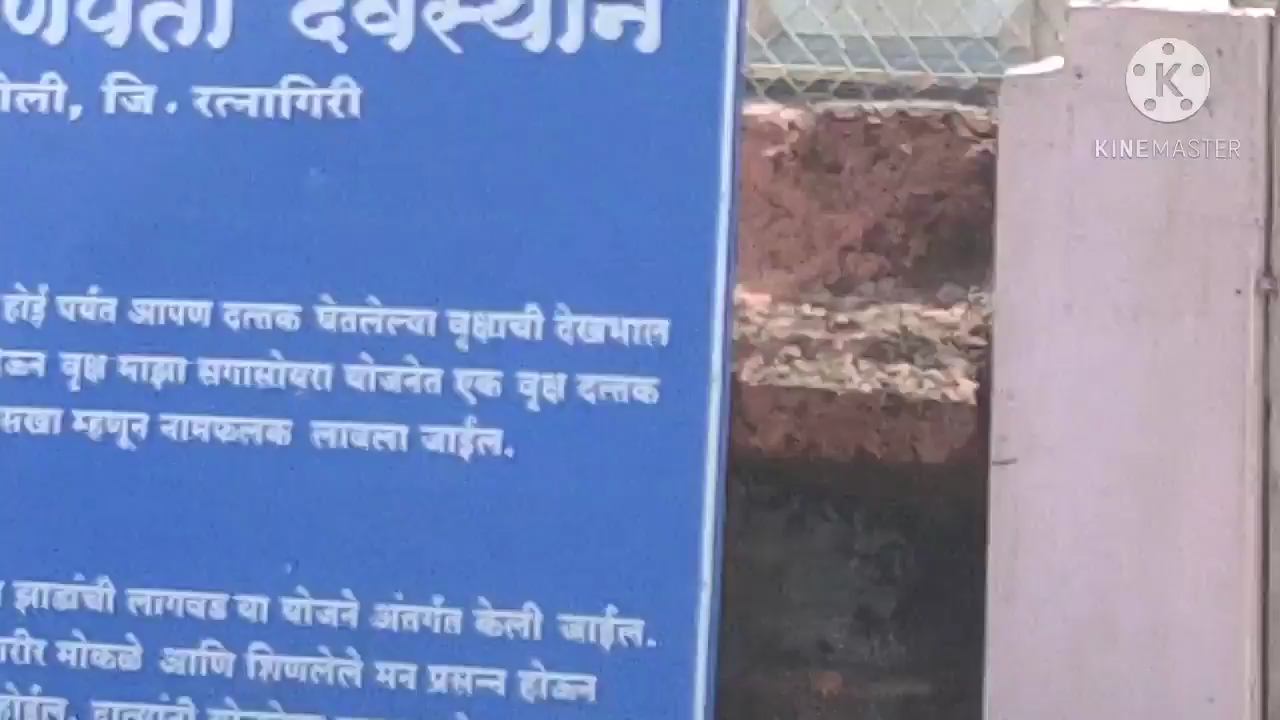 देवस्थान
जि. रत्नागिरी
होई पर्यंत आपण दत्तक घेतलेल्या वृक्षाची देखभाल
वृक्ष माझा सगासोयरा योजनेत एक वृक्ष दत्तक
सखा म्हणून नामफलक लावला जाईल.
झाडांची लागवड या योजने अंतर्गत केली जाईल.
मोकळे आणि शिणलेले मन प्रसन्न होऊन
K
KINEMASTER